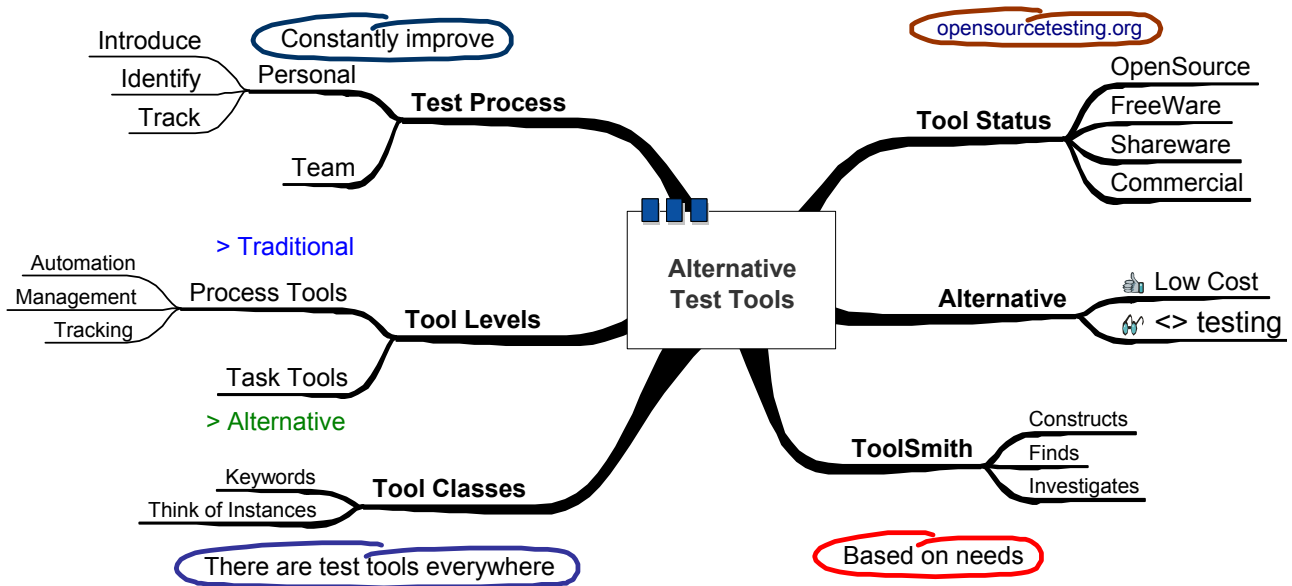 Constantly improve
Introduce
Identify
Track
Personal
Team
Test Process
> Traditional
Automation
Management
Tracking
Process Tools
Task Tools
Tool Levels
> Alternative
Keywords
Think of Instances
Tool Classes
There are test tools everywhere
Alternative
Test Tools
opensourcetesting.org
Tool Status
OpenSource
FreeWare
Shareware
Commercial
Alternative
Low Cost
<> testing
ToolSmith
Constructs
Finds
Investigates
Based on needs